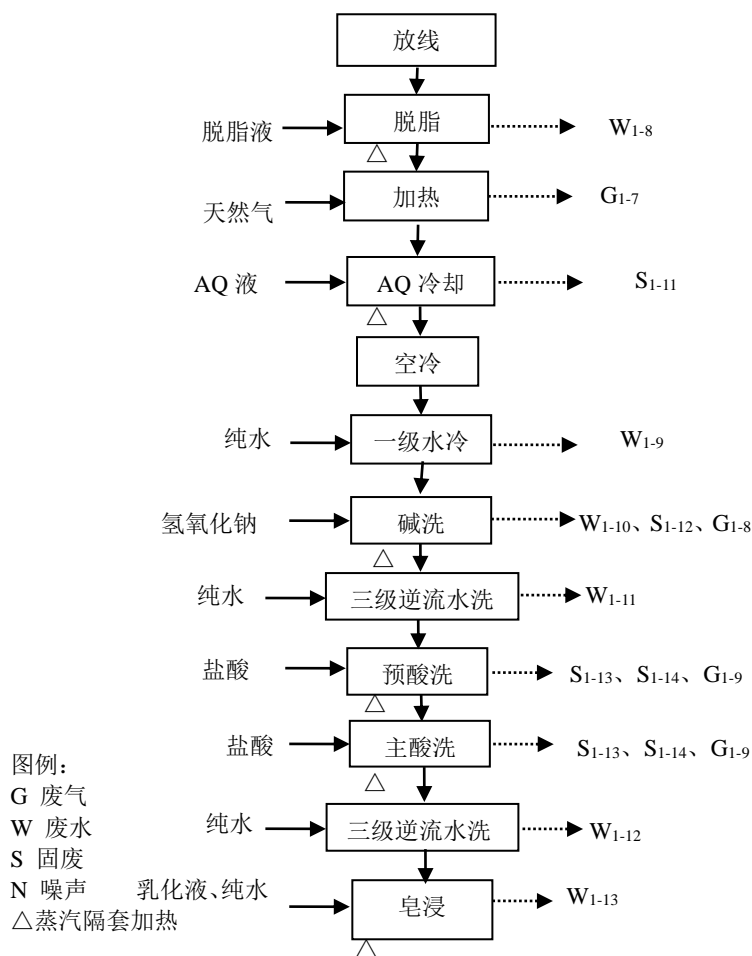 放线
脱脂液 脱脂 W1-8
△
天然气 加热 G1-7
AQ 液 AQ 冷却 S1-11
△
空冷
纯水 一级水冷 W1-9
氢氧化钠 碱洗 W1-10、S1-12、G1-8
△
纯水 三级逆流水洗 W1-11
盐酸 预酸洗 S1-13、S1-14、G1-9
△
盐酸 主酸洗 S1-13、S1-14、G1-9
△
图例：
G 废气
W 废水
S 固废
N 噪声
△蒸汽隔套加热
纯水 三级逆流水洗 W1-12
乳化液、纯水 皂浸 W1-13
△